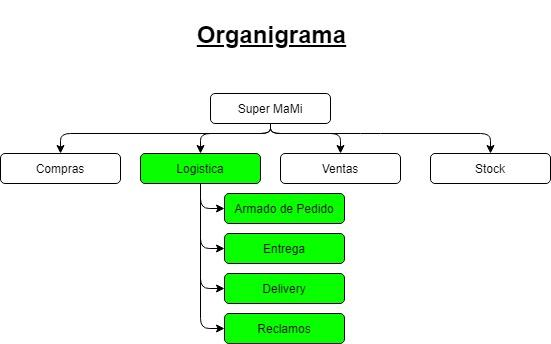 Organigrama
Super MaMi
Compras
Logistica
Ventas
Stock
Armado de Pedido
Entrega
Delivery
Reclamos